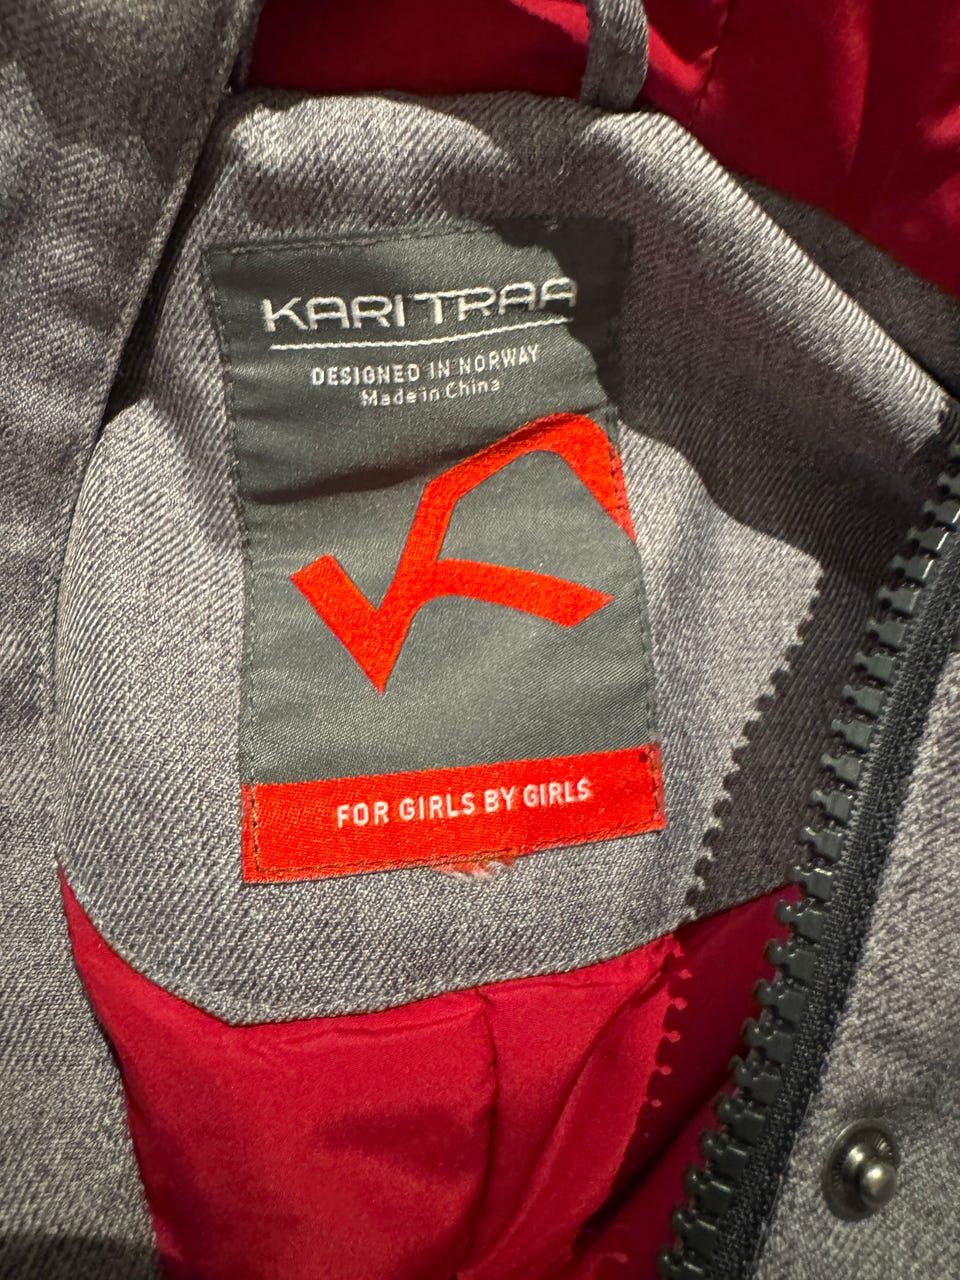 KARI TRAA
DESIGNED IN NORWAY
Made in China
FOR GIRLS BY GIRLS